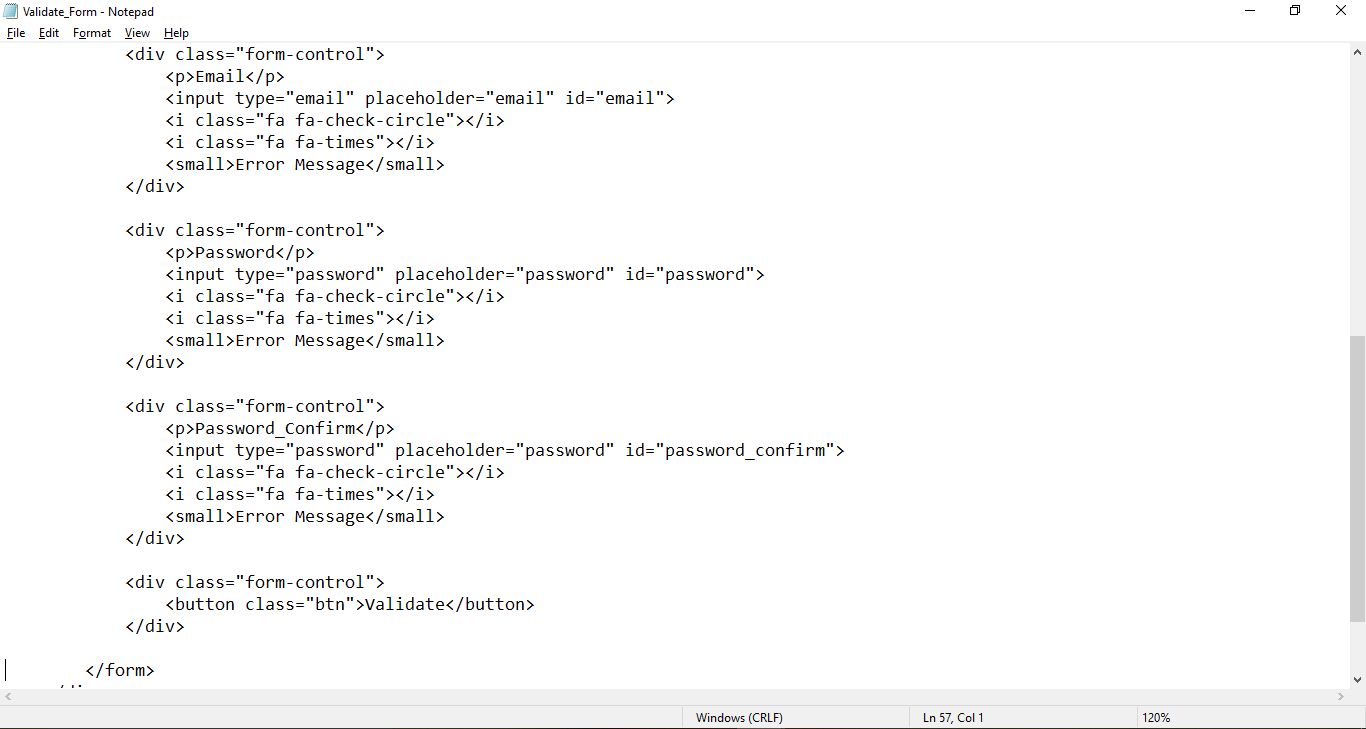 Validate_Form - Notepad
File Edit Format View Help
<div class="form-control">
<p>Email</p>
<input type="email" placeholder="email" id="email">
<i class="fa fa-check-circle"></i>
<i class="fa fa-times"></i>
<small>Error Message</small>
</div>
<div class="form-control">
<p>Password</p>
<input type="password" placeholder="password" id="password">
<i class="fa fa-check-circle"></i>
<i class="fa fa-times"></i>
<small>Error Message</small>
</div>
<div class="form-control">
<p>Password_Confirm</p>
<input type="password" placeholder="password" id="password_confirm">
<i class="fa fa-check-circle"></i>
<i class="fa fa-times"></i>
<small>Error Message</small>
</div>
<div class="form-control">
<button class="btn">Validate</button>
</div>
</form>
Windows (CRLF) Ln 57, Col 1 120%